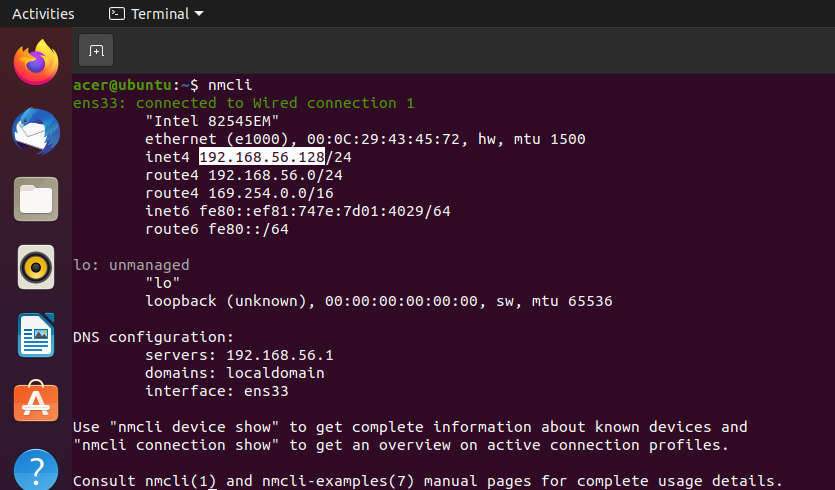 Activities
Terminal
acer@ubuntu:~$ nmcli
ens33: connected to Wired connection 1
"Intel 82545EM"
ethernet (e1000), 00:0C:29:43:45:72, hw, mtu 1500
inet4 192.168.56.128/24
route4 192.168.56.0/24
route4 169.254.0.0/16
inet6 fe80::ef81:747e:7d01:4029/64
route6 fe80::/64
lo: unmanaged
"lo"
loopback (unknown), 00:00:00:00:00:00, sw, mtu 65536
DNS configuration:
servers: 192.168.56.1
domains: localdomain
interface: ens33
Use "nmcli device show" to get complete information about known devices and
"nmcli connection show" to get an overview on active connection profiles.
Consult nmcli(1) and nmcli-examples(7) manual pages for complete usage details.